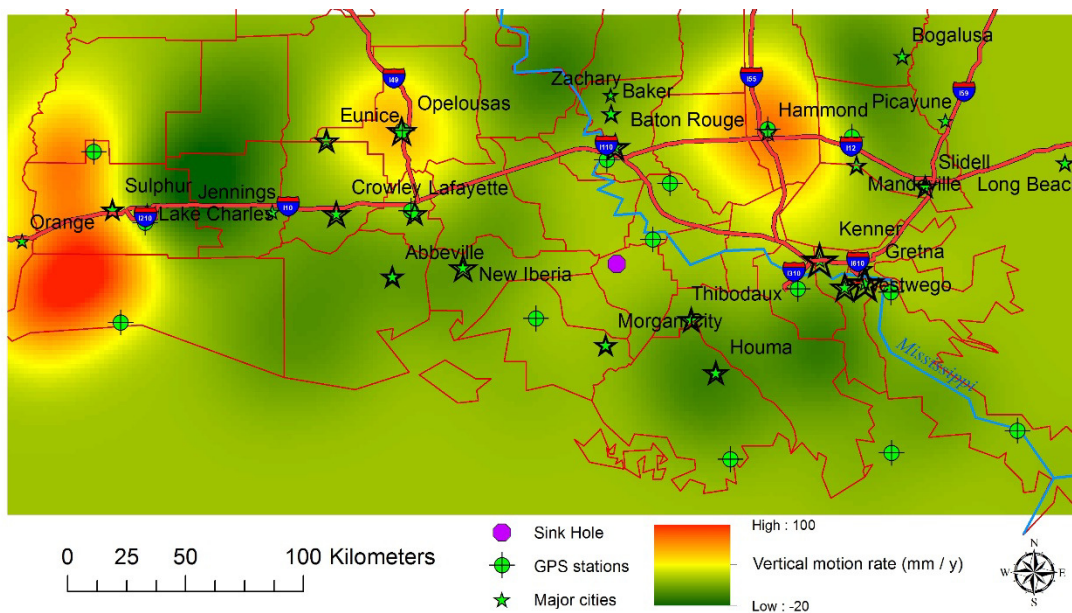 Bogalusa
I49
Zachary
I55
I59
Baker
Opelousas
Picayune
Eunice
Baton Rouge
Hammond
I110
I12
Slidell
Sulphur
Jennings
Crowley
Lafayette
Mandeville
Long Beach
I10
Lake Charles
I210
Orange
Kenner
Abbeville
Gretna
New Iberia
I310
I610
Westwego
Thibodaux
Morgan City
Houma
Mississippi
0 25 50 100 Kilometers
Sink Hole
GPS stations
Major cities
High : 100
Vertical motion rate (mm / y)
Low : -20
N
W
E
S